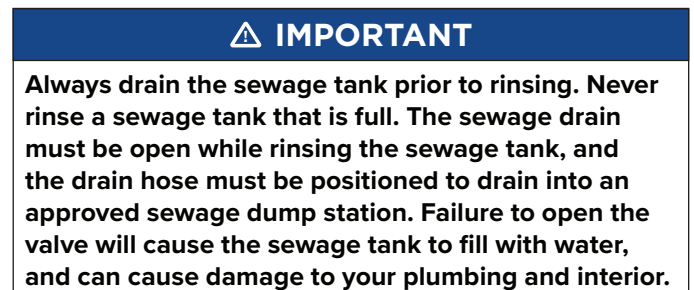 ⚠ IMPORTANT
Always drain the sewage tank prior to rinsing. Never
rinse a sewage tank that is full. The sewage drain
must be open while rinsing the sewage tank, and
the drain hose must be positioned to drain into an
approved sewage dump station. Failure to open the
valve will cause the sewage tank to fill with water,
and can cause damage to your plumbing and interior.